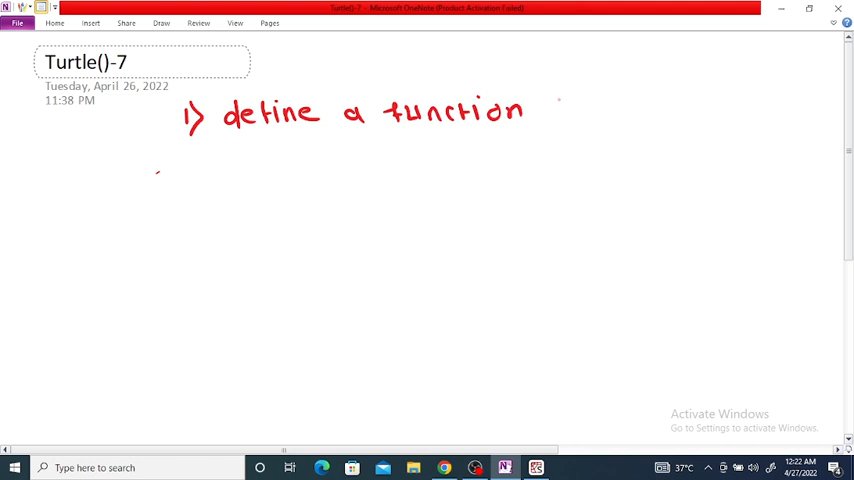 Turtle()-7 - Microsoft OneNote (Product Activation Failed)
File Home Insert Share Draw Review View Pages
Turtle()-7
Tuesday, April 26, 2022
11:38 PM
1) define a function
Activate Windows
Go to Settings to activate Windows.
Type here to search
37°C
12:22 AM
4/27/2022
4